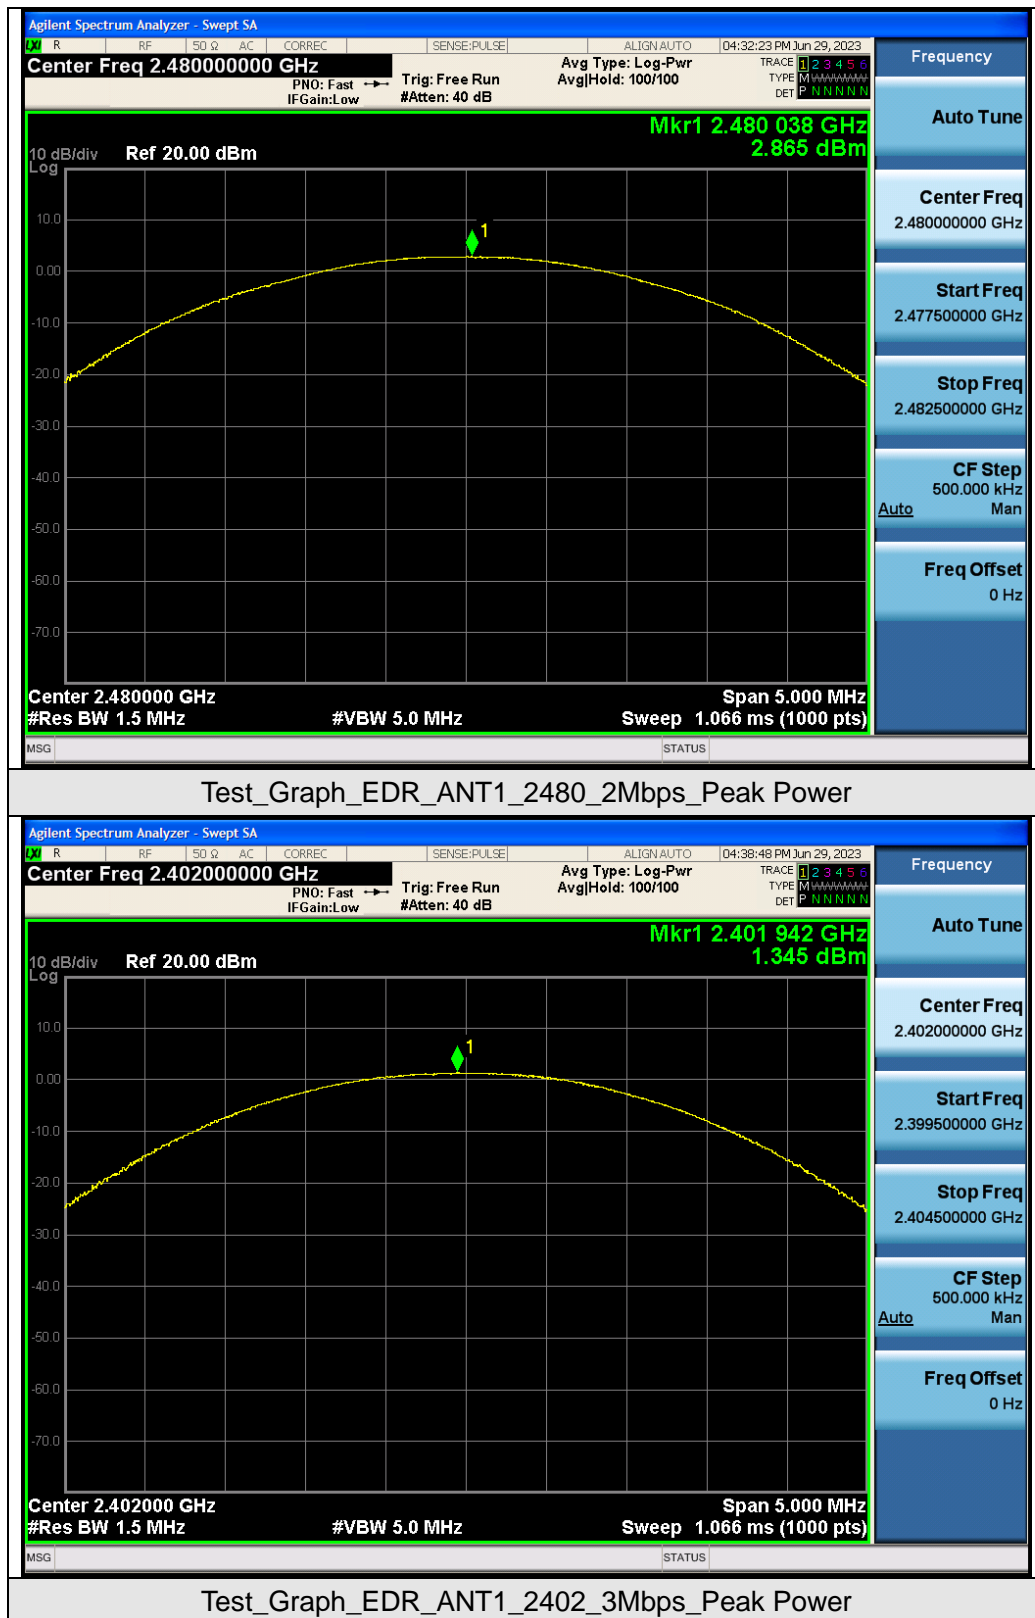 Agilent Spectrum Analyzer - Swept SA
LXI R RF 50 Ω AC CORREC SENSE:PULSE ALIGN AUTO 04:32:23 PM Jun 29, 2023
Center Freq 2.480000000 GHz
PNO: Fast
IFGain:Low
Trig: Free Run
#Atten: 40 dB
Avg Type: Log-Pwr
Avg|Hold: 100/100
TRACE 1 2 3 4 5 6
TYPE M
DET P N N N N N
Mkr1 2.480 038 GHz
2.865 dBm
10 dB/div Ref 20.00 dBm
Log
10.0
1
0.00
-10.0
-20.0
-30.0
-40.0
-50.0
-60.0
-70.0
Center 2.480000 GHz Span 5.000 MHz
#Res BW 1.5 MHz #VBW 5.0 MHz Sweep 1.066 ms (1000 pts)
MSG STATUS
Frequency
Auto Tune
Center Freq
2.480000000 GHz
Start Freq
2.477500000 GHz
Stop Freq
2.482500000 GHz
CF Step
500.000 kHz
Auto Man
Freq Offset
0 Hz
Test_Graph_EDR_ANT1_2480_2Mbps_Peak Power
Agilent Spectrum Analyzer - Swept SA
LXI R RF 50 Ω AC CORREC SENSE:PULSE ALIGN AUTO 04:38:48 PM Jun 29, 2023
Center Freq 2.402000000 GHz
PNO: Fast
IFGain:Low
Trig: Free Run
#Atten: 40 dB
Avg Type: Log-Pwr
Avg|Hold: 100/100
TRACE 1 2 3 4 5 6
TYPE M
DET P N N N N N
Mkr1 2.401 942 GHz
1.345 dBm
10 dB/div Ref 20.00 dBm
Log
10.0
1
0.00
-10.0
-20.0
-30.0
-40.0
-50.0
-60.0
-70.0
Center 2.402000 GHz Span 5.000 MHz
#Res BW 1.5 MHz #VBW 5.0 MHz Sweep 1.066 ms (1000 pts)
MSG STATUS
Frequency
Auto Tune
Center Freq
2.402000000 GHz
Start Freq
2.399500000 GHz
Stop Freq
2.404500000 GHz
CF Step
500.000 kHz
Auto Man
Freq Offset
0 Hz
Test_Graph_EDR_ANT1_2402_3Mbps_Peak Power